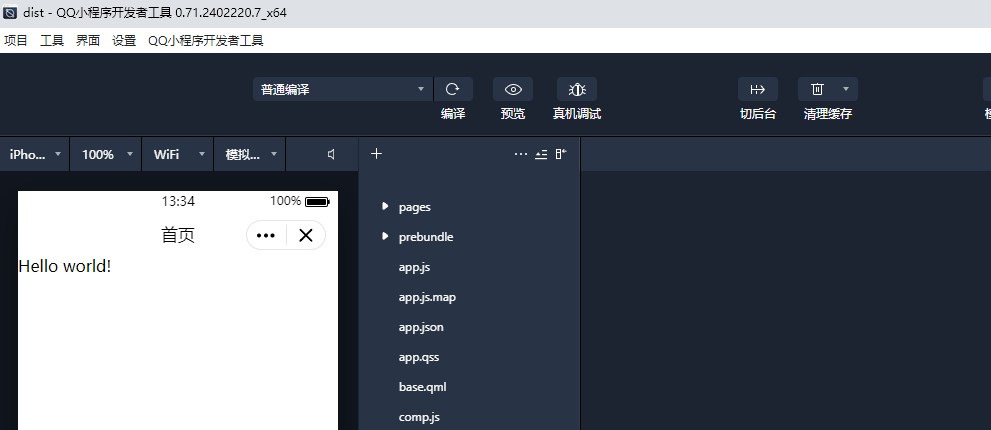 dist - QQ小程序开发者工具 0.71.2402220.7_x64
项目 工具 界面 设置 QQ小程序开发者工具
普通编译
编译 预览 真机调试 切后台 清理缓存
iPho... 100% WiFi 模拟...
13:34 100%
首页
Hello world!
pages
prebundle
app.js
app.js.map
app.json
app.qss
base.qml
comp.js